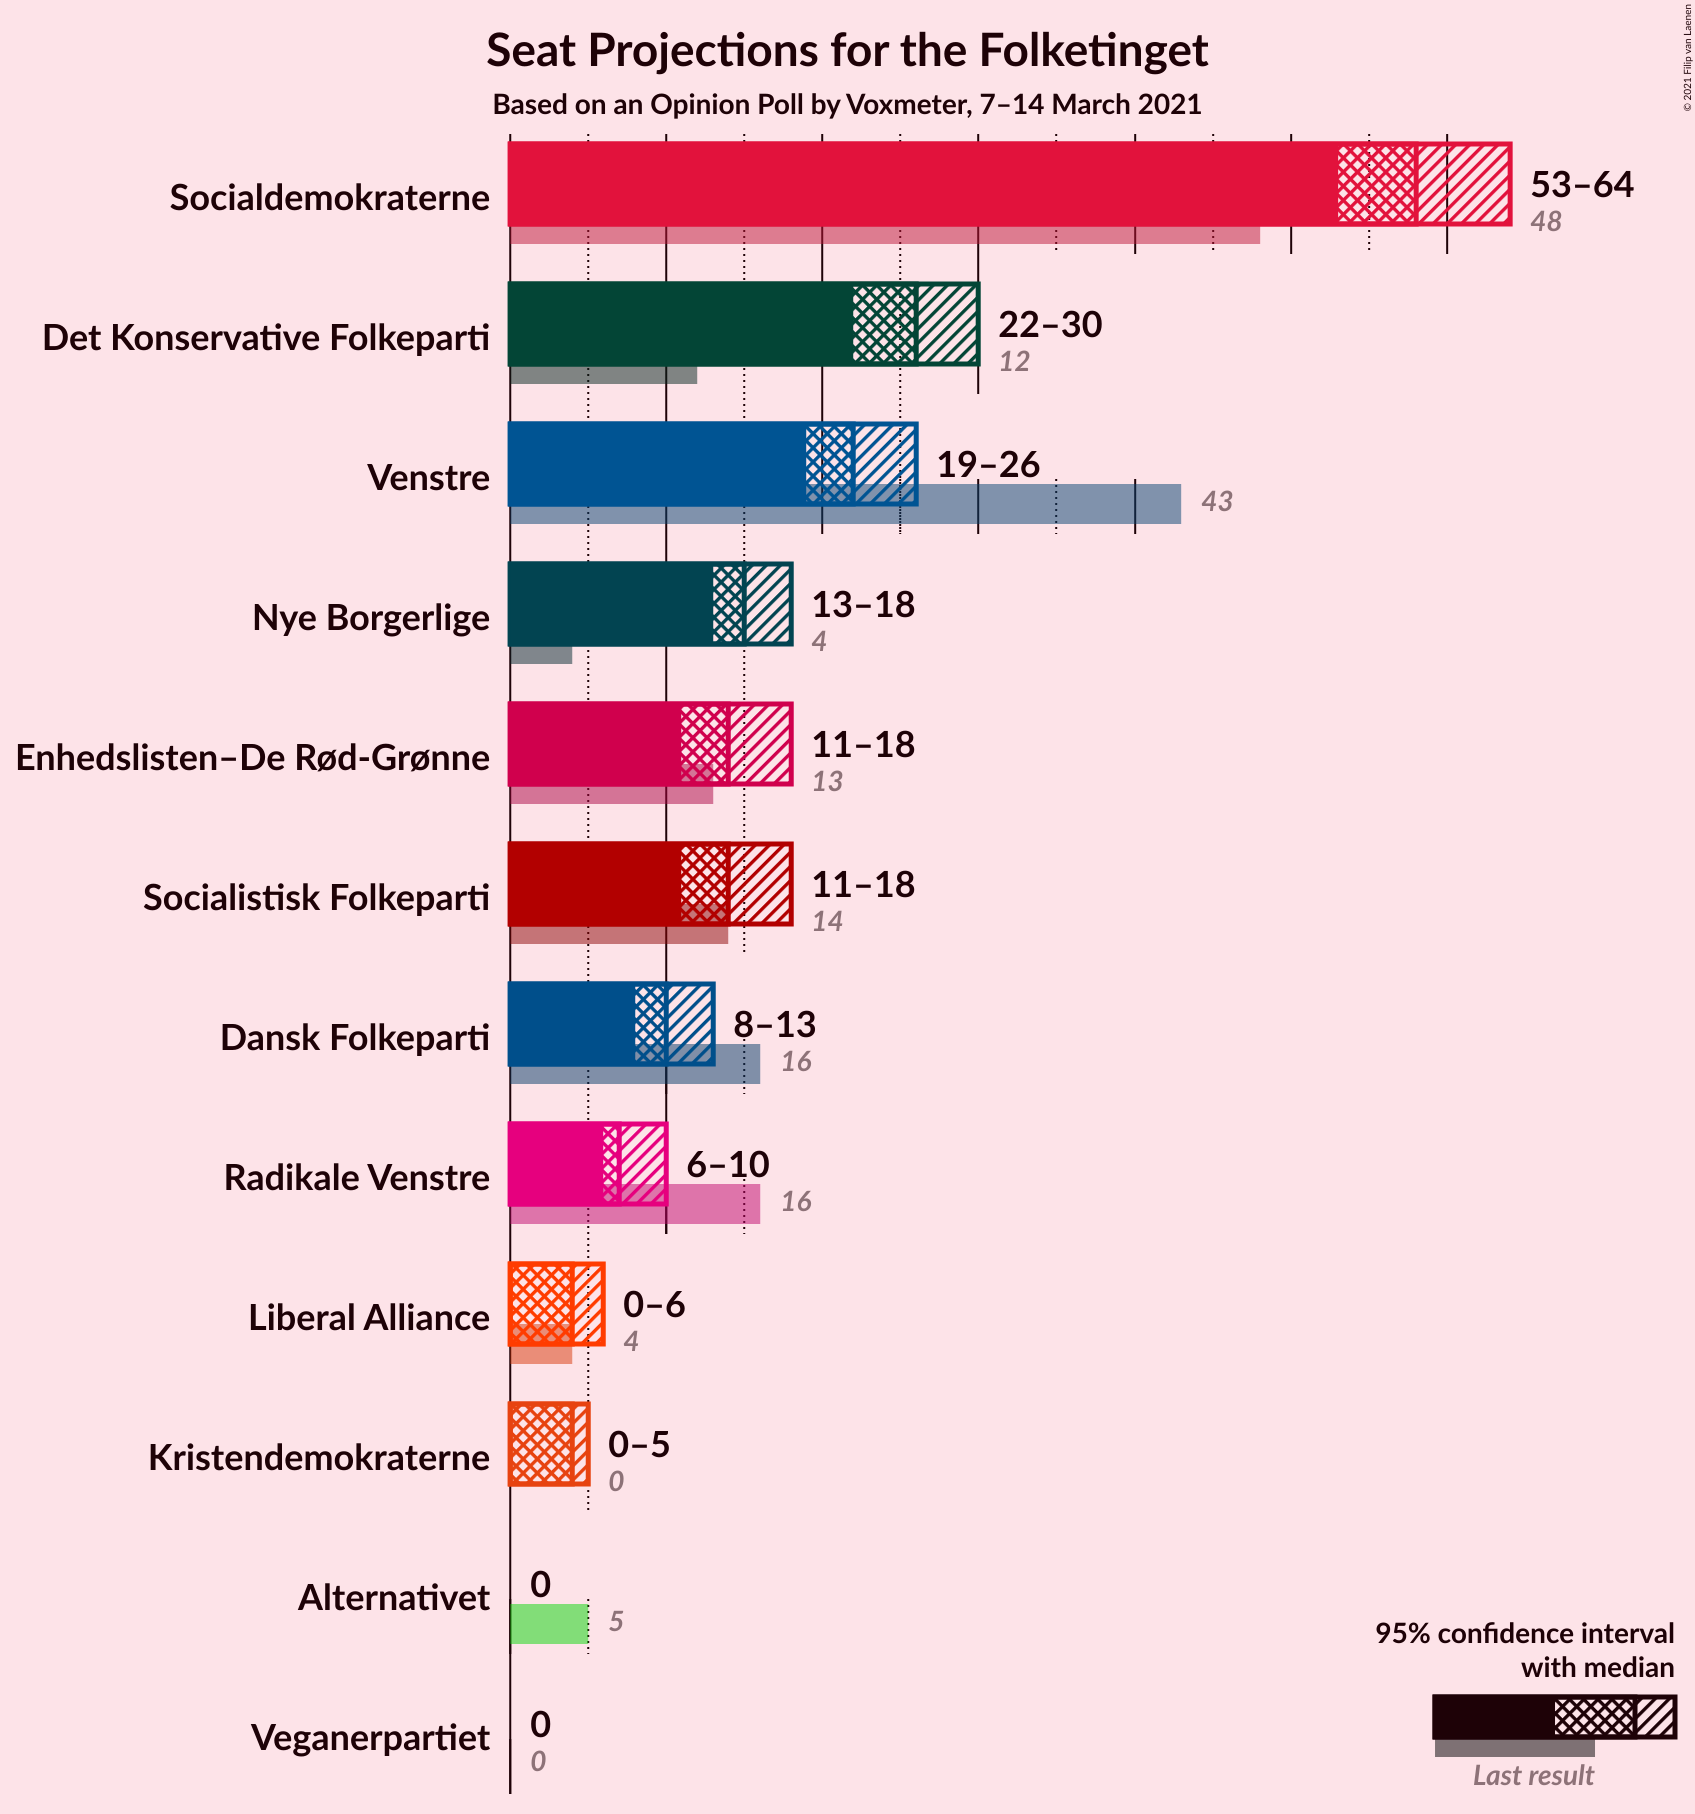 Seat Projections for the Folketinget
Based on an Opinion Poll by Voxmeter, 7–14 March 2021
© 2021 Filip van Laenen
Socialdemokraterne
53–64
48
Det Konservative Folkeparti
22–30
12
Venstre
19–26
43
Nye Borgerlige
13–18
4
Enhedslisten–De Rød-Grønne
11–18
13
Socialistisk Folkeparti
11–18
14
Dansk Folkeparti
8–13
16
Radikale Venstre
6–10
16
Liberal Alliance
0–6
4
Kristendemokraterne
0–5
0
Alternativet
0
5
Veganerpartiet
0
0
95% confidence interval
with median
Last result